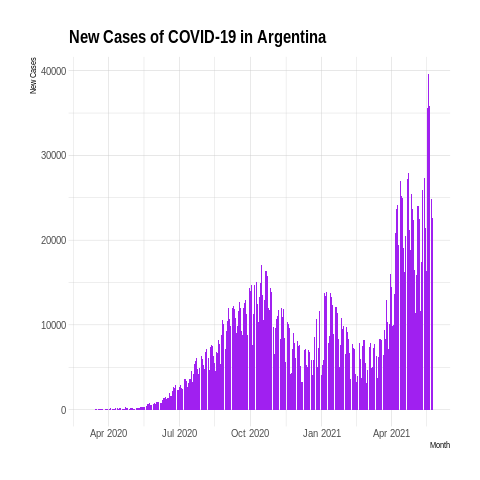 New Cases of COVID-19 in Argentina
New Cases
40000
30000
20000
10000
0
Apr 2020 Jul 2020 Oct 2020 Jan 2021 Apr 2021
Month